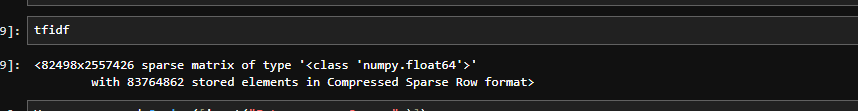 9]: tfidf
9]: <82498x2557426 sparse matrix of type '<class 'numpy.float64'>'
with 83764862 stored elements in Compressed Sparse Row format>